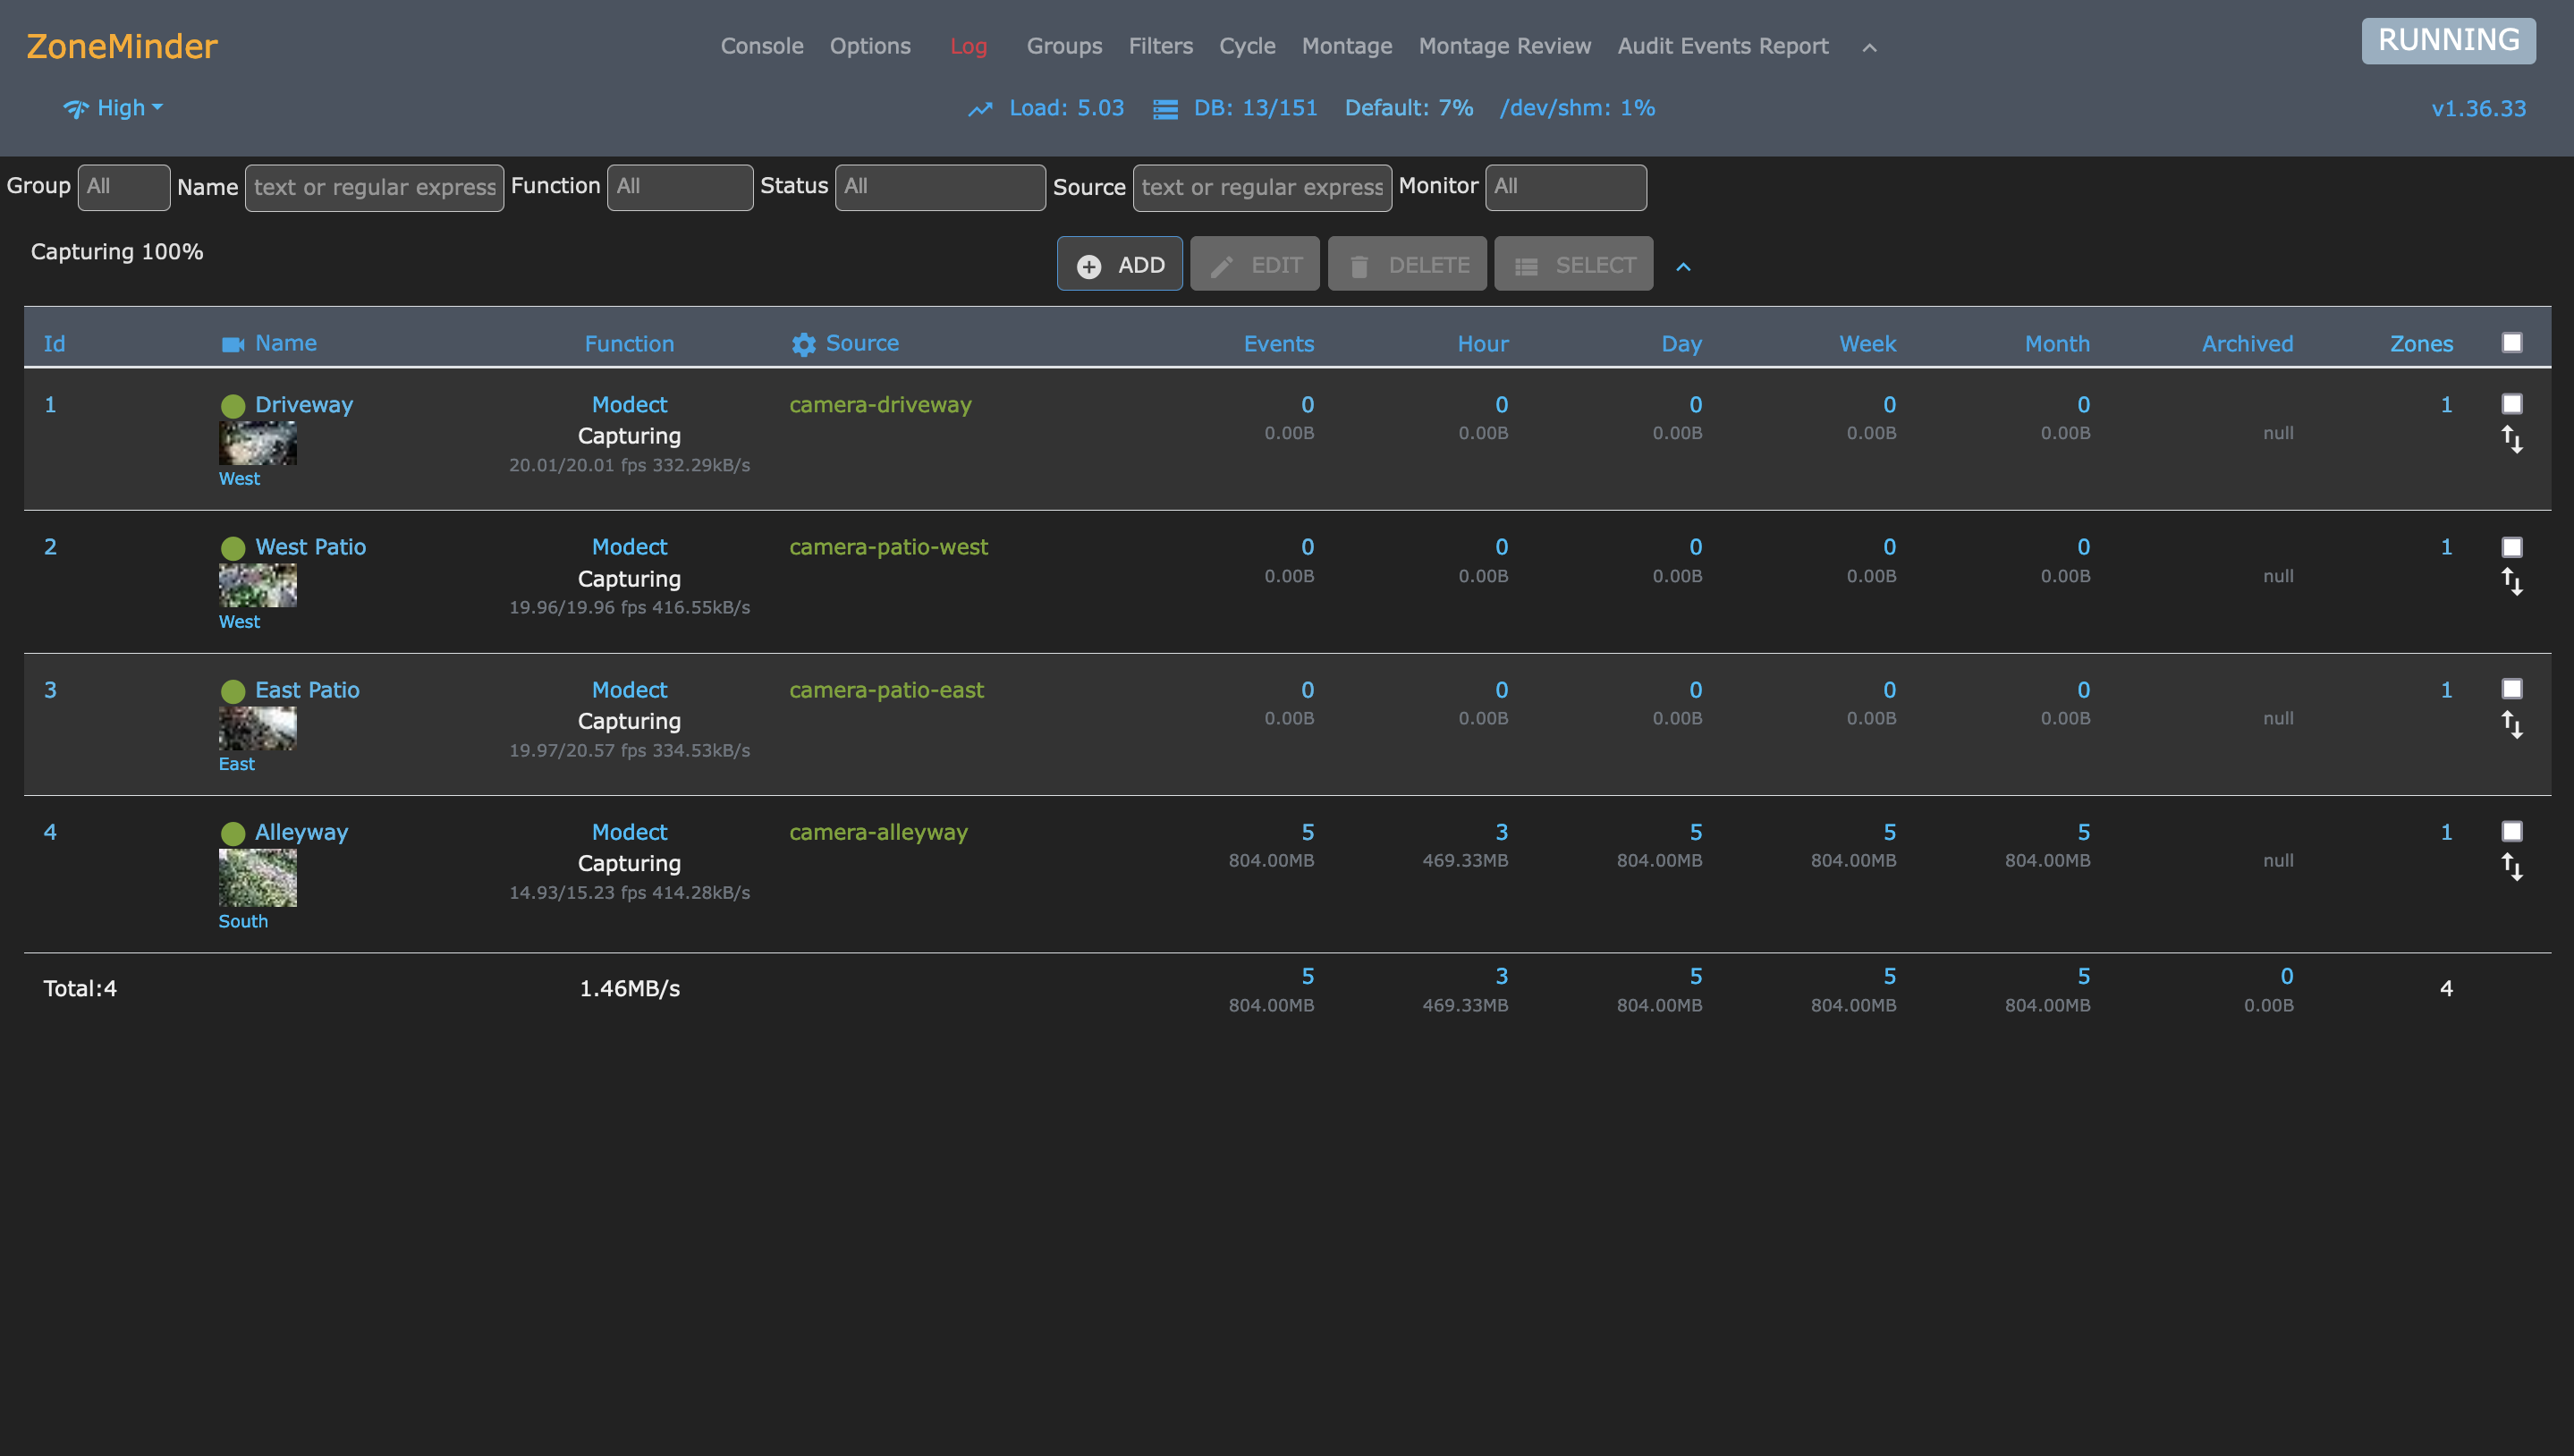 ZoneMinder
Console Options Log Groups Filters Cycle Montage Montage Review Audit Events Report
RUNNING
High
Load: 5.03 DB: 13/151 Default: 7% /dev/shm: 1%
v1.36.33
Group All Name text or regular express Function All Status All Source text or regular express Monitor All
Capturing 100%
ADD EDIT DELETE SELECT
Id Name Function Source Events Hour Day Week Month Archived Zones
1 Driveway Modect camera-driveway 0 0 0 0 0 1
Capturing 0.00B 0.00B 0.00B 0.00B 0.00B null
20.01/20.01 fps 332.29kB/s
West
2 West Patio Modect camera-patio-west 0 0 0 0 0 1
Capturing 0.00B 0.00B 0.00B 0.00B 0.00B null
19.96/19.96 fps 416.55kB/s
West
3 East Patio Modect camera-patio-east 0 0 0 0 0 1
Capturing 0.00B 0.00B 0.00B 0.00B 0.00B null
19.97/20.57 fps 334.53kB/s
East
4 Alleyway Modect camera-alleyway 5 3 5 5 5 1
Capturing 804.00MB 469.33MB 804.00MB 804.00MB 804.00MB null
14.93/15.23 fps 414.28kB/s
South
Total:4 1.46MB/s 5 3 5 5 5 0 4
804.00MB 469.33MB 804.00MB 804.00MB 804.00MB 0.00B